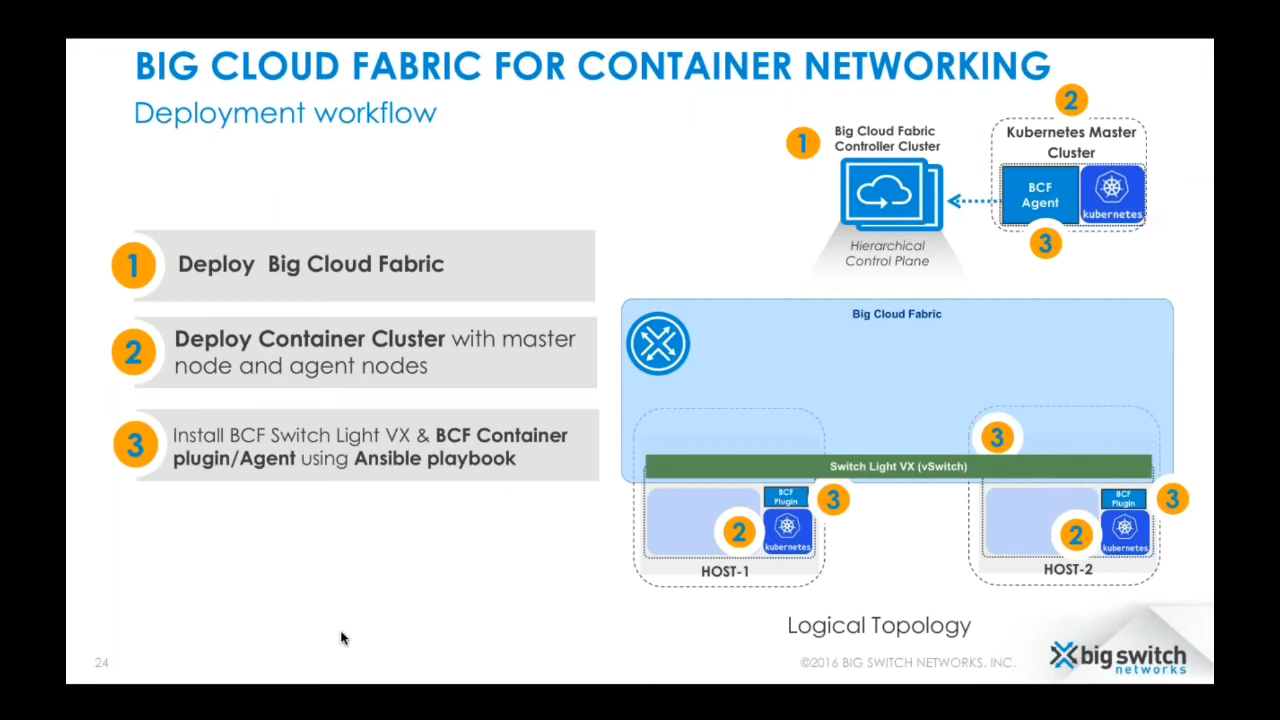 BIG CLOUD FABRIC FOR CONTAINER NETWORKING
Deployment workflow
2
1
Big Cloud Fabric
Controller Cluster
Kubernetes Master
Cluster
BCF
Agent
kubernetes
3
Hierarchical
Control Plane
1
Deploy Big Cloud Fabric
2
Deploy Container Cluster with master
node and agent nodes
3
Install BCF Switch Light VX & BCF Container
plugin/Agent using Ansible playbook
Big Cloud Fabric
3
Switch Light VX (vSwitch)
BCF
Plugin
3
2
kubernetes
HOST-1
BCF
Plugin
3
2
kubernetes
HOST-2
Logical Topology
24
©2016 BIG SWITCH NETWORKS, INC.
big switch
networks